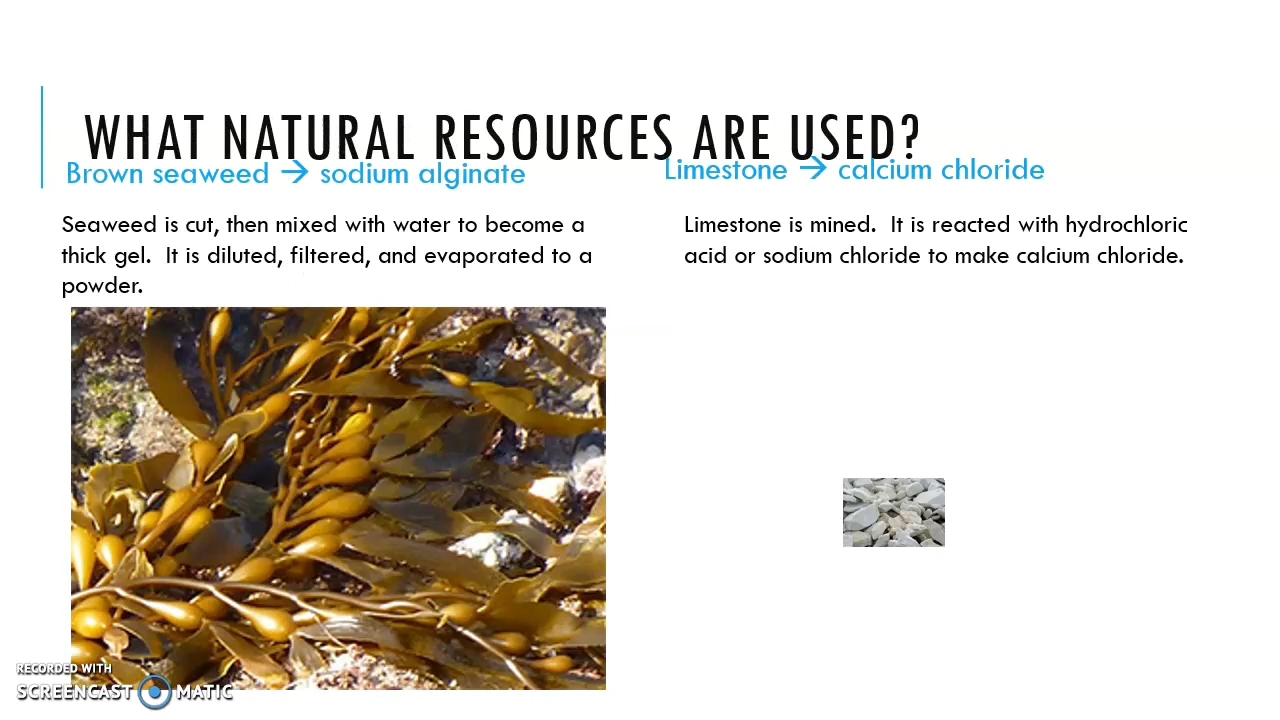 WHAT NATURAL RESOURCES ARE USED?
Brown seaweed → sodium alginate
Seaweed is cut, then mixed with water to become a
thick gel.  It is diluted, filtered, and evaporated to a
powder.
Limestone → calcium chloride
Limestone is mined.  It is reacted with hydrochloric
acid or sodium chloride to make calcium chloride.
RECORDED WITH
SCREENCAST MATIC